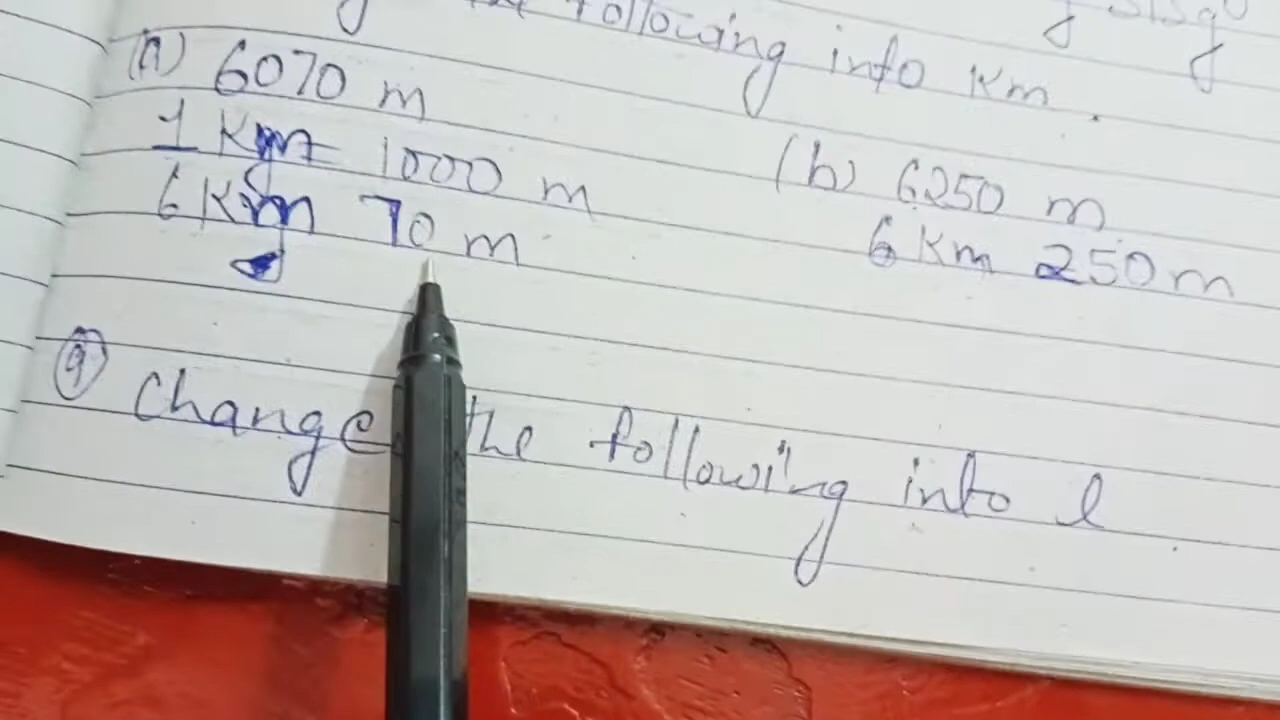 following into Km.
(a) 6070 m
1 Km 1000 m
6 Km 70 m
(b) 6250 m
6 Km 250 m
9 Change the following into l